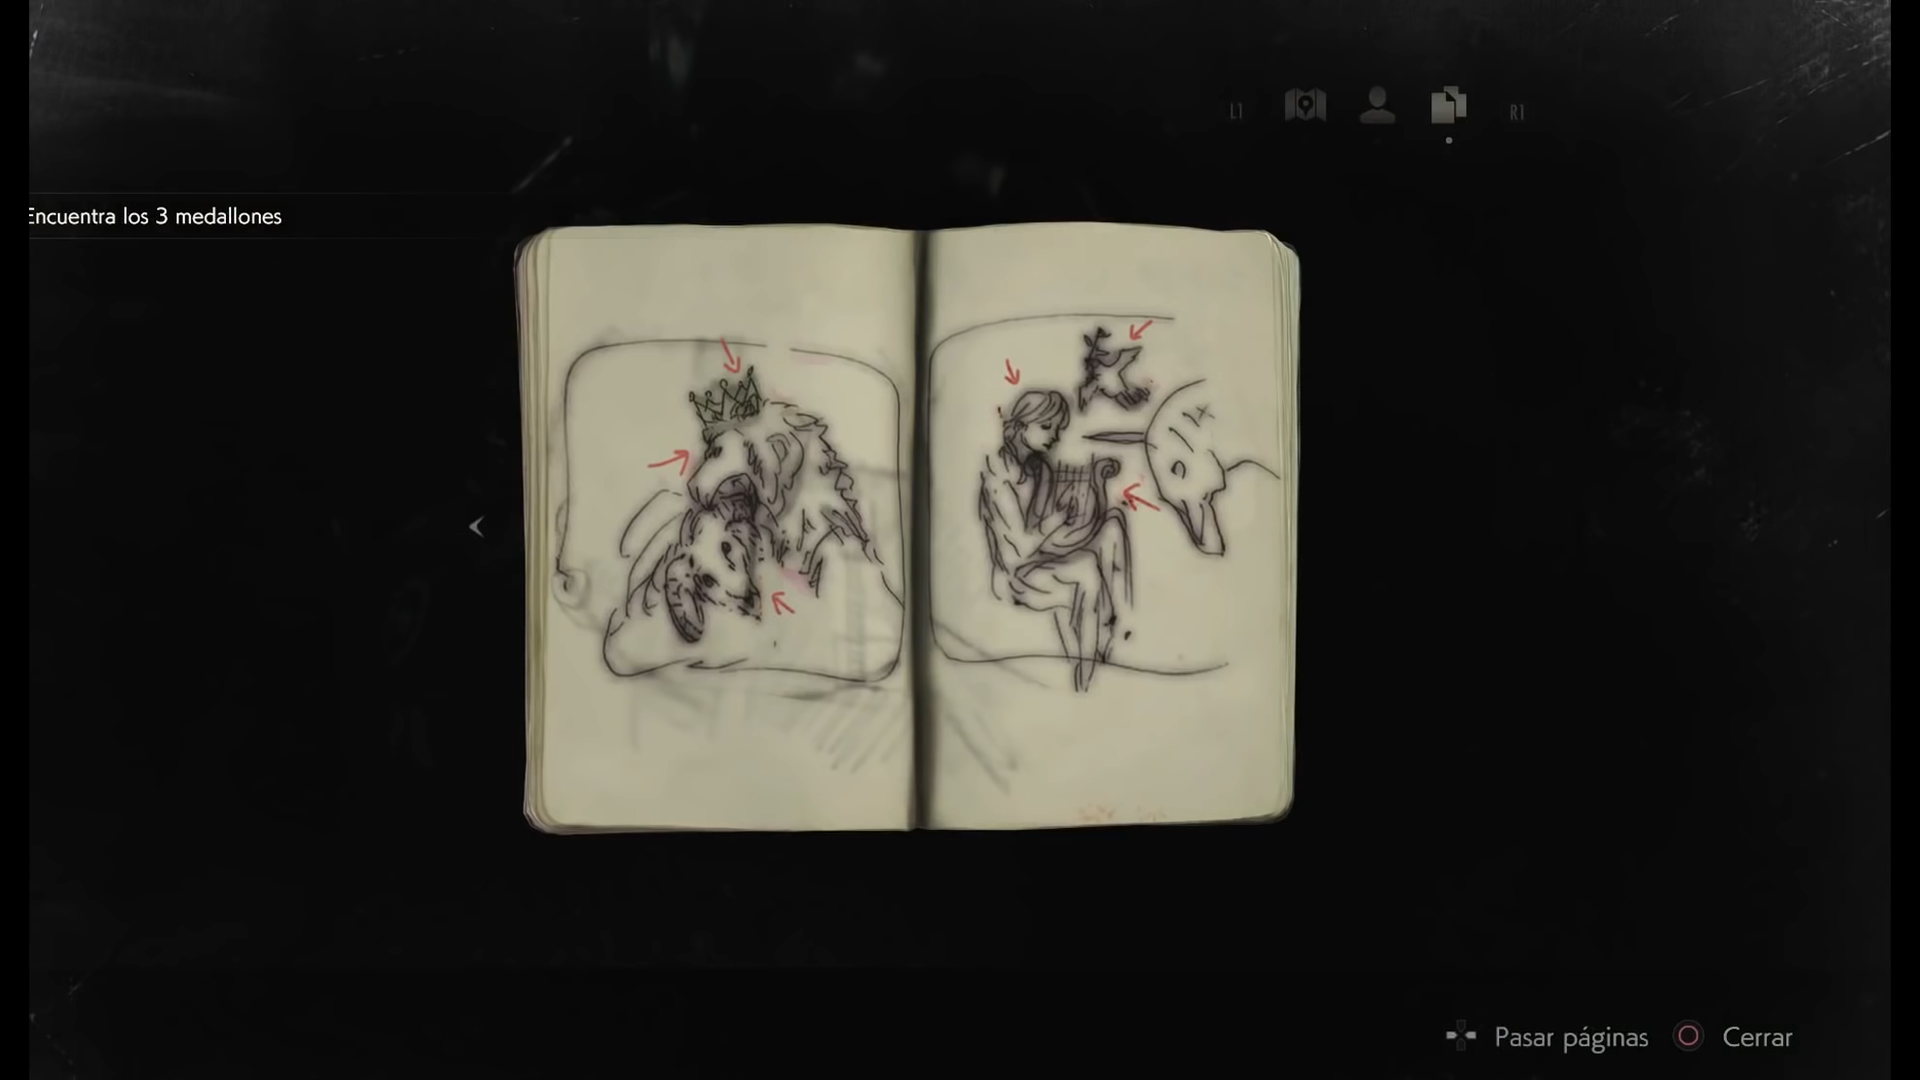 L1
R1
Encuentra los 3 medallones
Pasar páginas
Cerrar